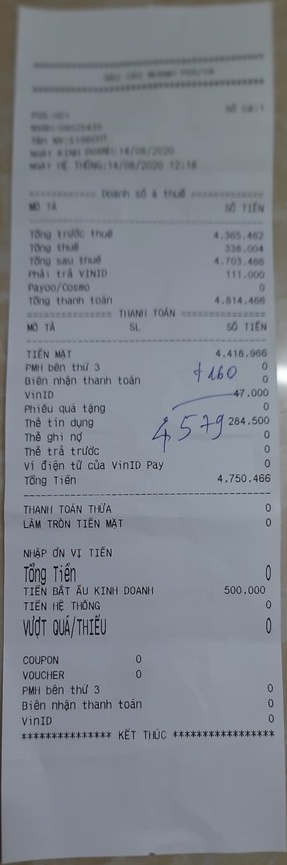 BÁO CÁO NHANH POS/CA
POS:001 SỐ CA:1
NGÀY KINH DOANH:14/08/2020
NGÀY HỆ THỐNG:14/08/2020 12:18
============ Doanh số & thuế ============
MÔ TẢ SỐ TIỀN
Tổng trước thuế 4.365.462
Tổng thuế 338.004
Tổng sau thuế 4.703.466
Phải trả VINID 111.000
Payoo/Cosmo 0
Tổng thanh toán 4.814.466
============== THANH TOÁN ==============
MÔ TẢ SL SỐ TIỀN
TIỀN MẶT 4.418.966
PMH bên thứ 3 0
+160
Biên nhận thanh toán 0
VinID 47.000
Phiếu quà tặng 0
Thẻ tín dụng 284.500
4579
Thẻ ghi nợ 0
Thẻ trả trước 0
Ví điện tử của VinID Pay 0
Tổng Tiền 4.750.466
THANH TOÁN THỪA 0
LÀM TRÒN TIỀN MẶT 0
NHẬP ƠN VỊ TIỀN
Tổng Tiền 0
TIỀN BẮT ẦU KINH DOANH 500.000
TIỀN HỆ THỐNG 0
VƯỢT QUÁ/THIẾU 0
COUPON 0
VOUCHER 0
PMH bên thứ 3 0
Biên nhận thanh toán 0
VinID 0
*************** KẾT THÚC *****************